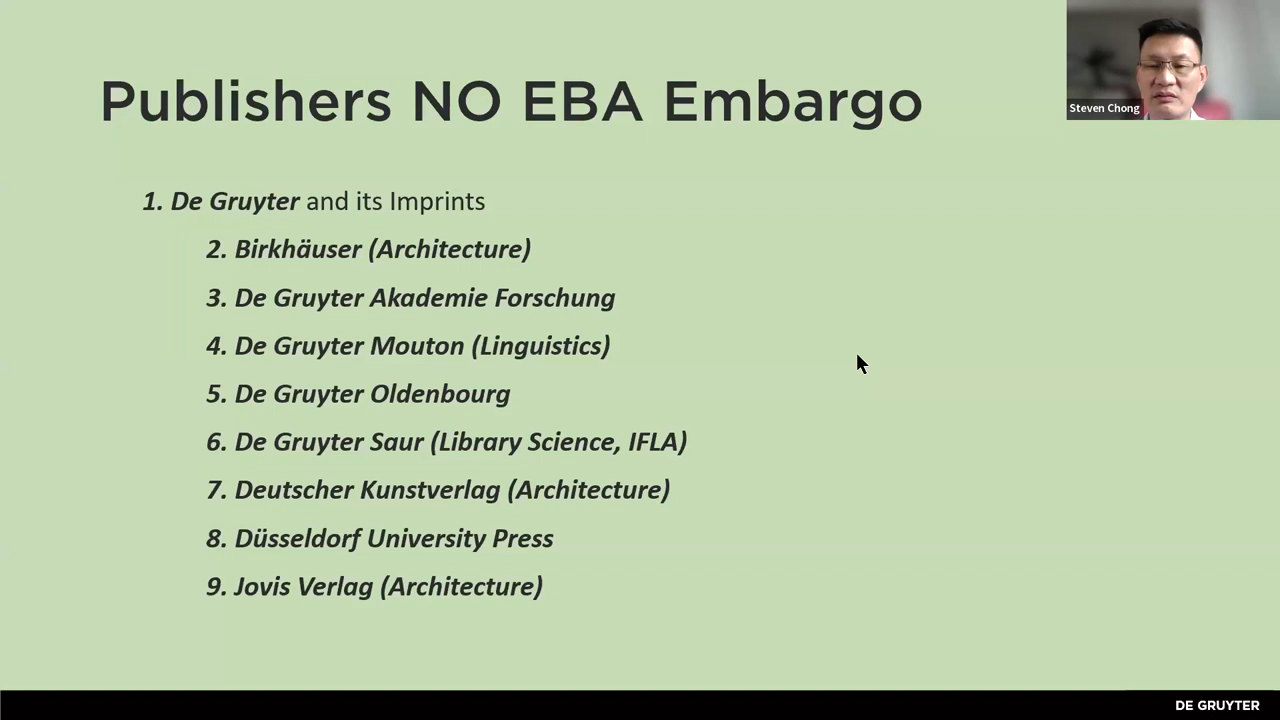 Publishers NO EBA Embargo
Steven Chong
1. De Gruyter and its Imprints
2. Birkhäuser (Architecture)
3. De Gruyter Akademie Forschung
4. De Gruyter Mouton (Linguistics)
5. De Gruyter Oldenbourg
6. De Gruyter Saur (Library Science, IFLA)
7. Deutscher Kunstverlag (Architecture)
8. Düsseldorf University Press
9. Jovis Verlag (Architecture)
DE GRUYTER